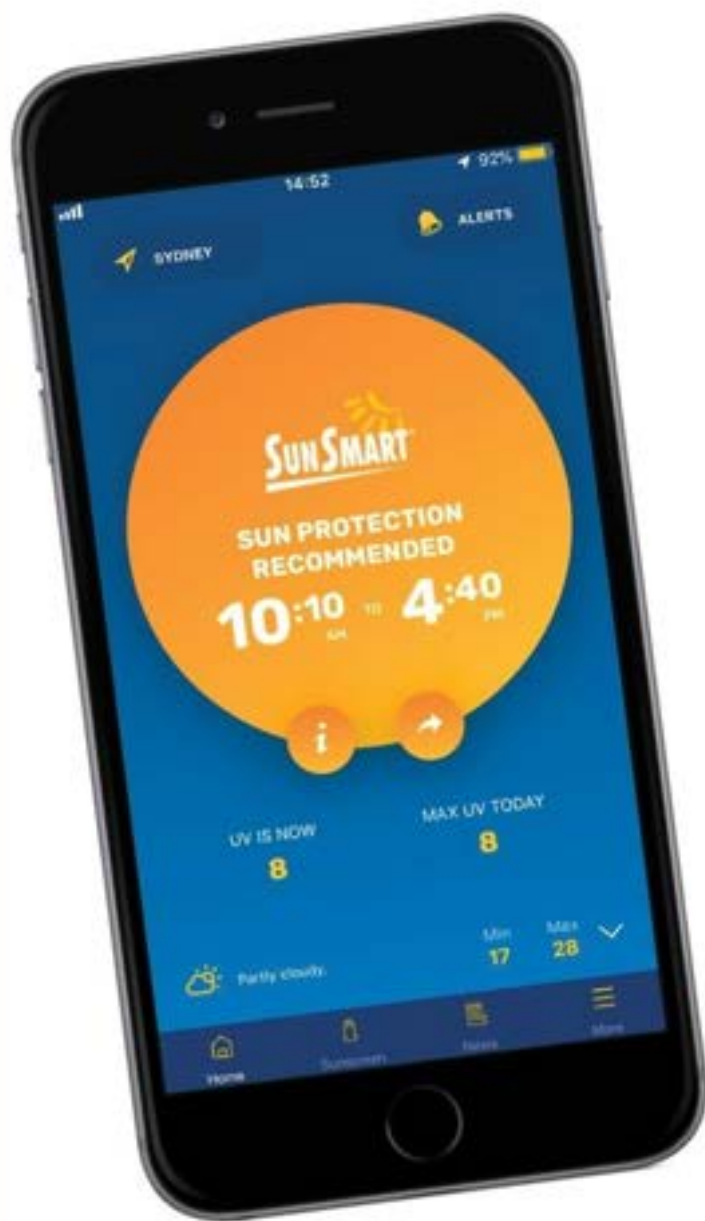 14:52
92%
SYDNEY
ALERTS
SUNSMART
SUN PROTECTION
RECOMMENDED
10:10 AM TO 4:40 PM
i
UV IS NOW
8
MAX UV TODAY
8
Partly cloudy.
Min
17
Max
28
Home
Sunscreen
News
More